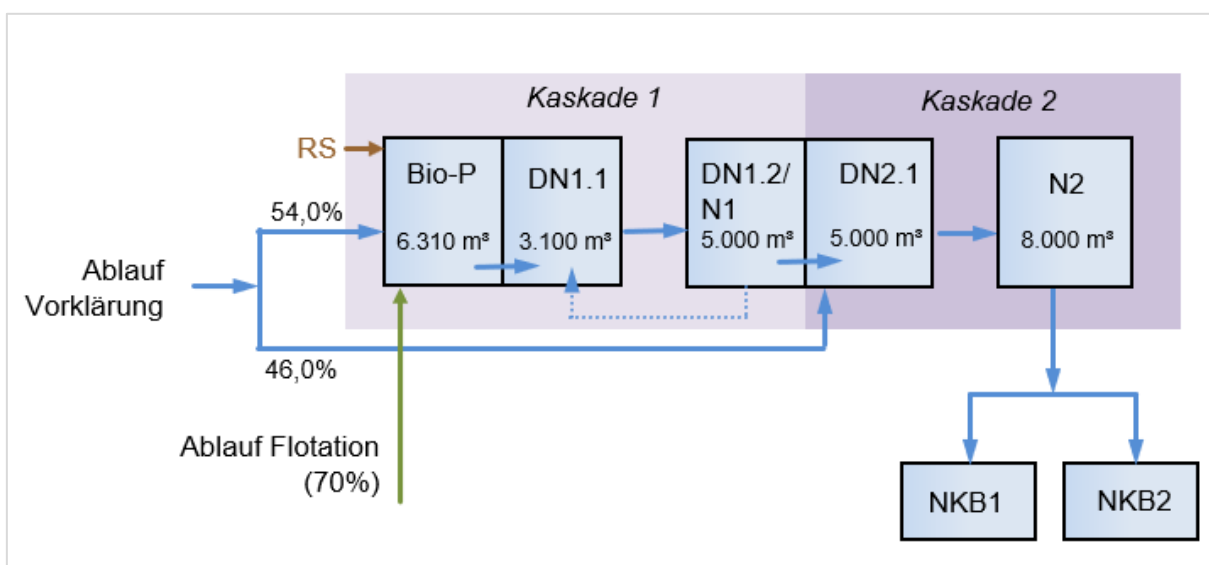 Kaskade 1
Kaskade 2
RS
Bio-P
DN1.1
DN1.2/
N1
DN2.1
N2
54,0%
6.310 m³
3.100 m³
5.000 m³
5.000 m³
8.000 m³
Ablauf
Vorklärung
46,0%
Ablauf Flotation
(70%)
NKB1
NKB2